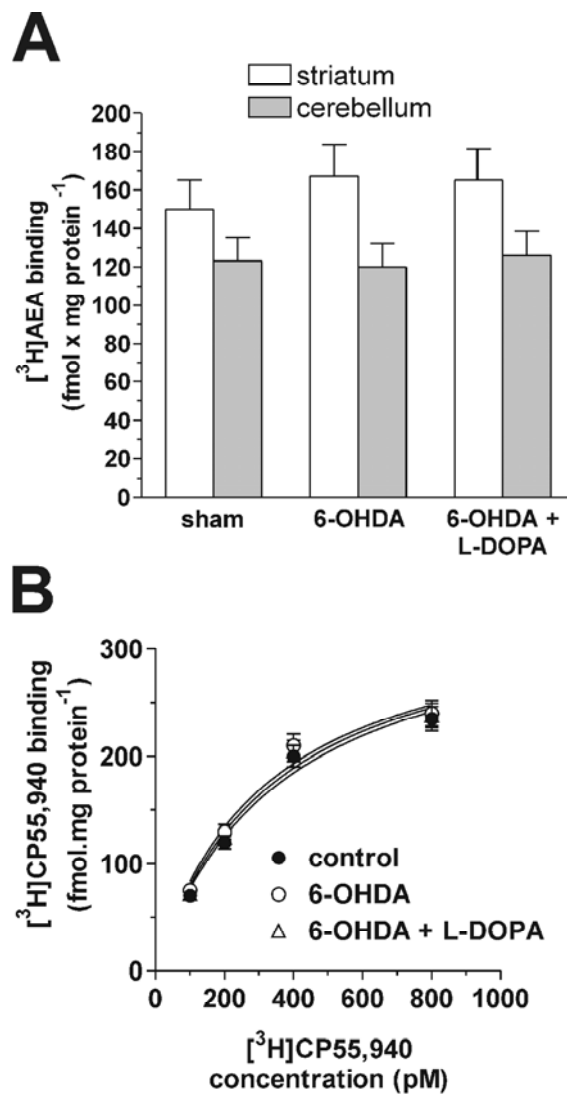 A
striatum
cerebellum
[³H]AEA binding
(fmol x mg protein ⁻¹)
200
180
160
140
120
100
80
60
40
20
0
sham
6-OHDA
6-OHDA +
L-DOPA
B
[³H]CP55,940 binding
(fmol.mg protein⁻¹)
300
200
100
0
control
6-OHDA
6-OHDA + L-DOPA
0 200 400 600 800 1000
[³H]CP55,940
concentration (pM)